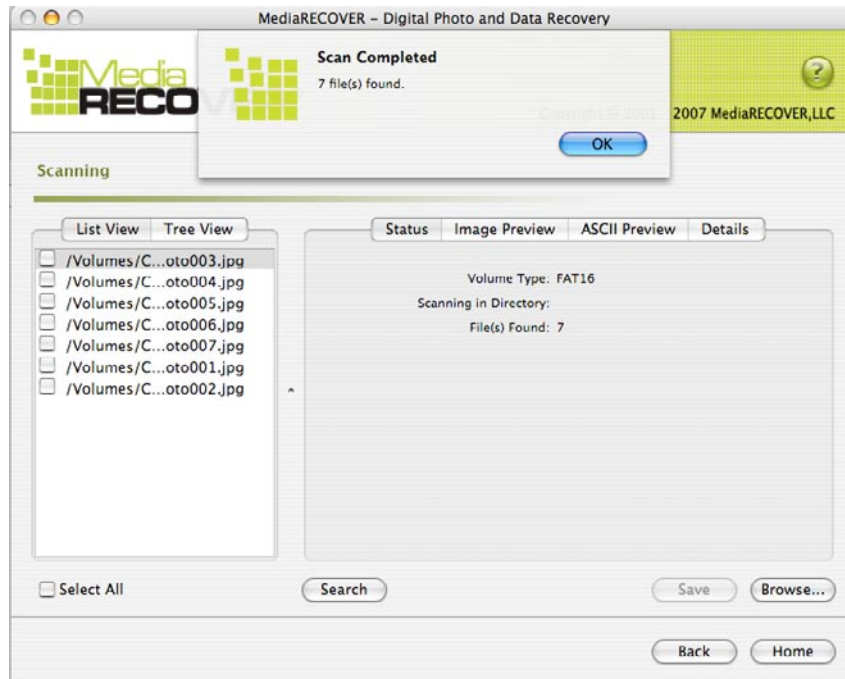 MediaRECOVER – Digital Photo and Data Recovery
Media
RECOVER
Scan Completed
7 file(s) found.
OK
?
Copyright © 2001 - 2007 MediaRECOVER,LLC
Scanning
List View Tree View
/Volumes/C...oto003.jpg
/Volumes/C...oto004.jpg
/Volumes/C...oto005.jpg
/Volumes/C...oto006.jpg
/Volumes/C...oto007.jpg
/Volumes/C...oto001.jpg
/Volumes/C...oto002.jpg
Status Image Preview ASCII Preview Details
Volume Type: FAT16
Scanning in Directory:
File(s) Found: 7
Select All
Search
Save
Browse...
Back
Home